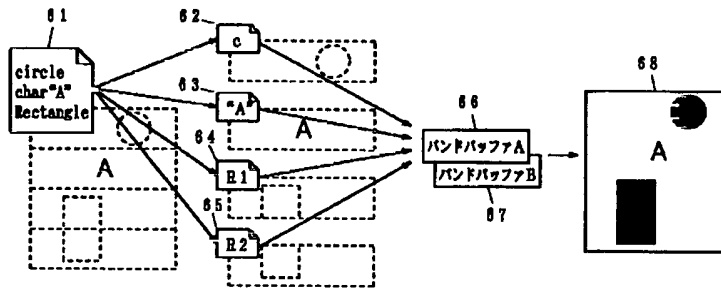 61
circle
char"A"
Rectangle
A
62
c
63
"A"
A
64
R1
65
R2
66
バンドバッファA
バンドバッファB
67
68
A